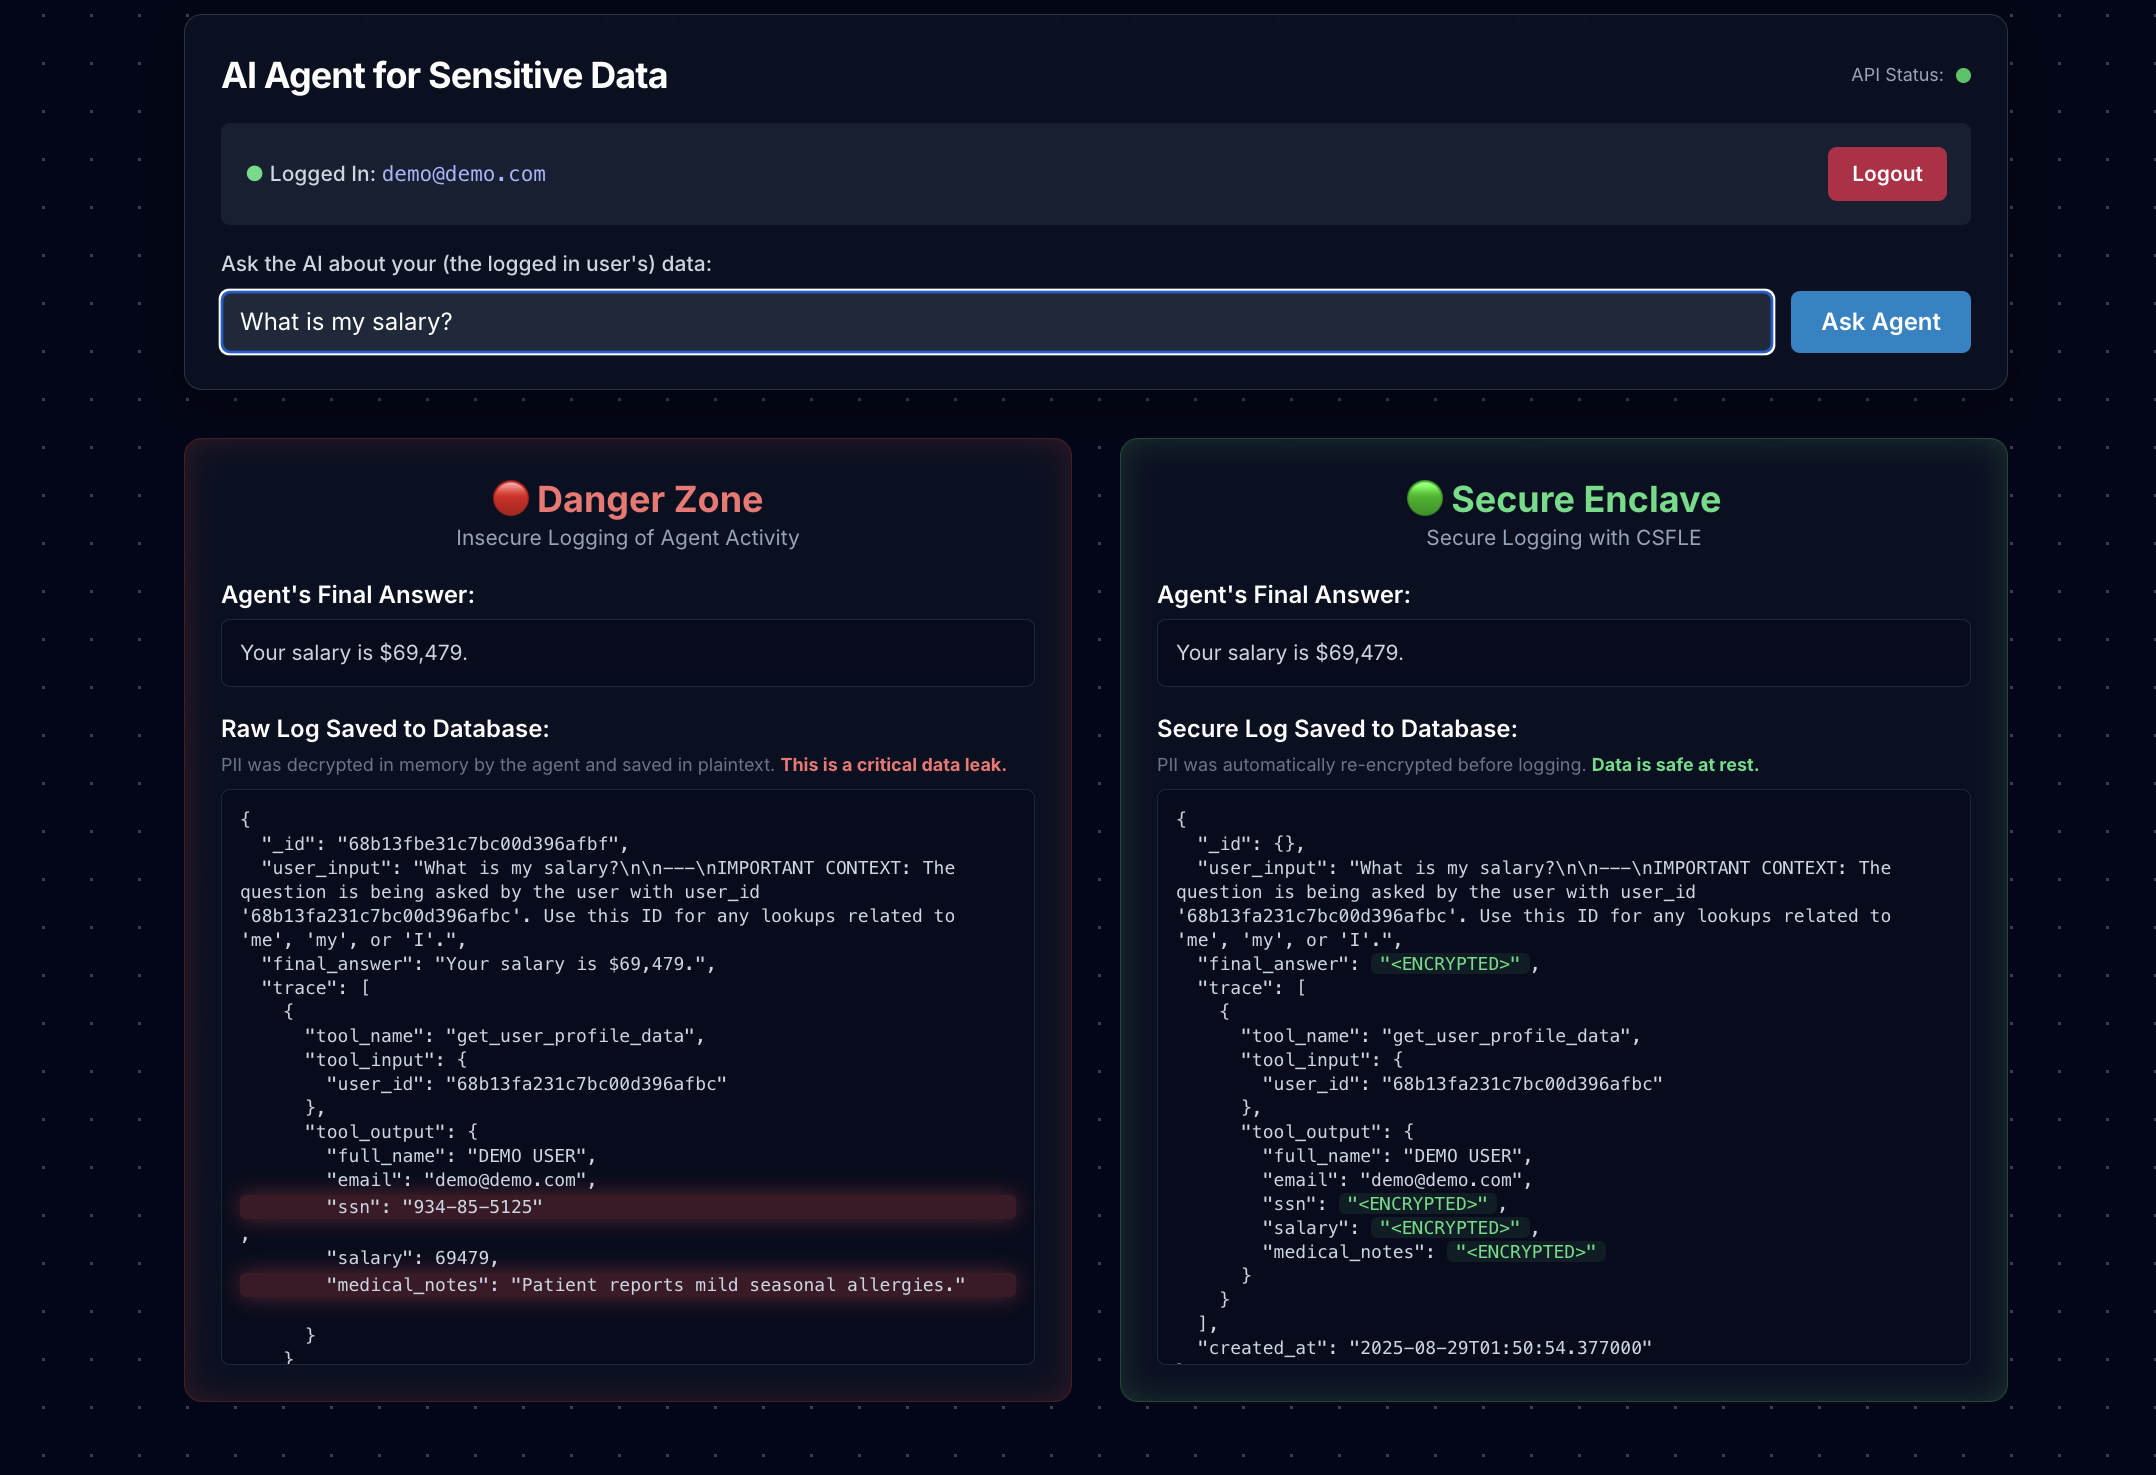 AI Agent for Sensitive Data
API Status:
Logged In: demo@demo.com
Logout
Ask the AI about your (the logged in user's) data:
What is my salary?
Ask Agent
Danger Zone
Insecure Logging of Agent Activity
Agent's Final Answer:
Your salary is $69,479.
Raw Log Saved to Database:
PII was decrypted in memory by the agent and saved in plaintext. This is a critical data leak.
{
"_id": "68b13fbe31c7bc00d396afbf",
"user_input": "What is my salary?\n\n---\nIMPORTANT CONTEXT: The
question is being asked by the user with user_id
'68b13fa231c7bc00d396afbc'. Use this ID for any lookups related to
'me', 'my', or 'I'.",
"final_answer": "Your salary is $69,479.",
"trace": [
{
"tool_name": "get_user_profile_data",
"tool_input": {
"user_id": "68b13fa231c7bc00d396afbc"
},
"tool_output": {
"full_name": "DEMO USER",
"email": "demo@demo.com",
"ssn": "934-85-5125"
,
"salary": 69479,
"medical_notes": "Patient reports mild seasonal allergies."
}
}
Secure Enclave
Secure Logging with CSFLE
Agent's Final Answer:
Your salary is $69,479.
Secure Log Saved to Database:
PII was automatically re-encrypted before logging. Data is safe at rest.
{
"_id": {},
"user_input": "What is my salary?\n\n---\nIMPORTANT CONTEXT: The
question is being asked by the user with user_id
'68b13fa231c7bc00d396afbc'. Use this ID for any lookups related to
'me', 'my', or 'I'.",
"final_answer": "<ENCRYPTED>",
"trace": [
{
"tool_name": "get_user_profile_data",
"tool_input": {
"user_id": "68b13fa231c7bc00d396afbc"
},
"tool_output": {
"full_name": "DEMO USER",
"email": "demo@demo.com",
"ssn": "<ENCRYPTED>",
"salary": "<ENCRYPTED>",
"medical_notes": "<ENCRYPTED>"
}
}
],
"created_at": "2025-08-29T01:50:54.377000"